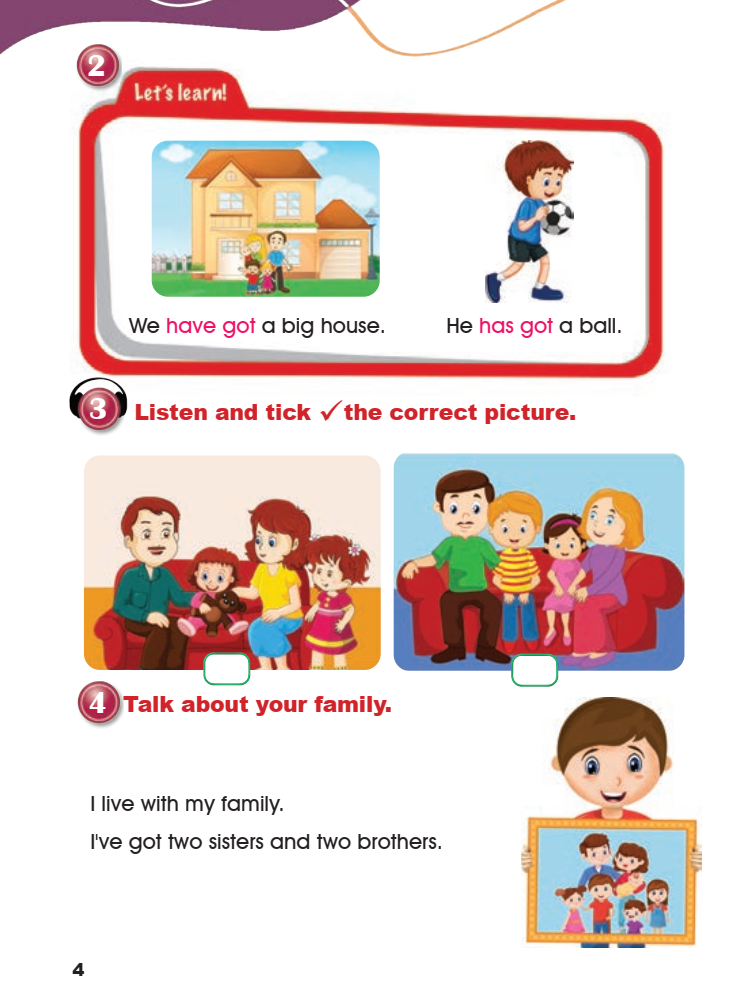 2
Let's learn!
We have got a big house.
He has got a ball.
3 Listen and tick ✓ the correct picture.
4 Talk about your family.
I live with my family.
I've got two sisters and two brothers.
4